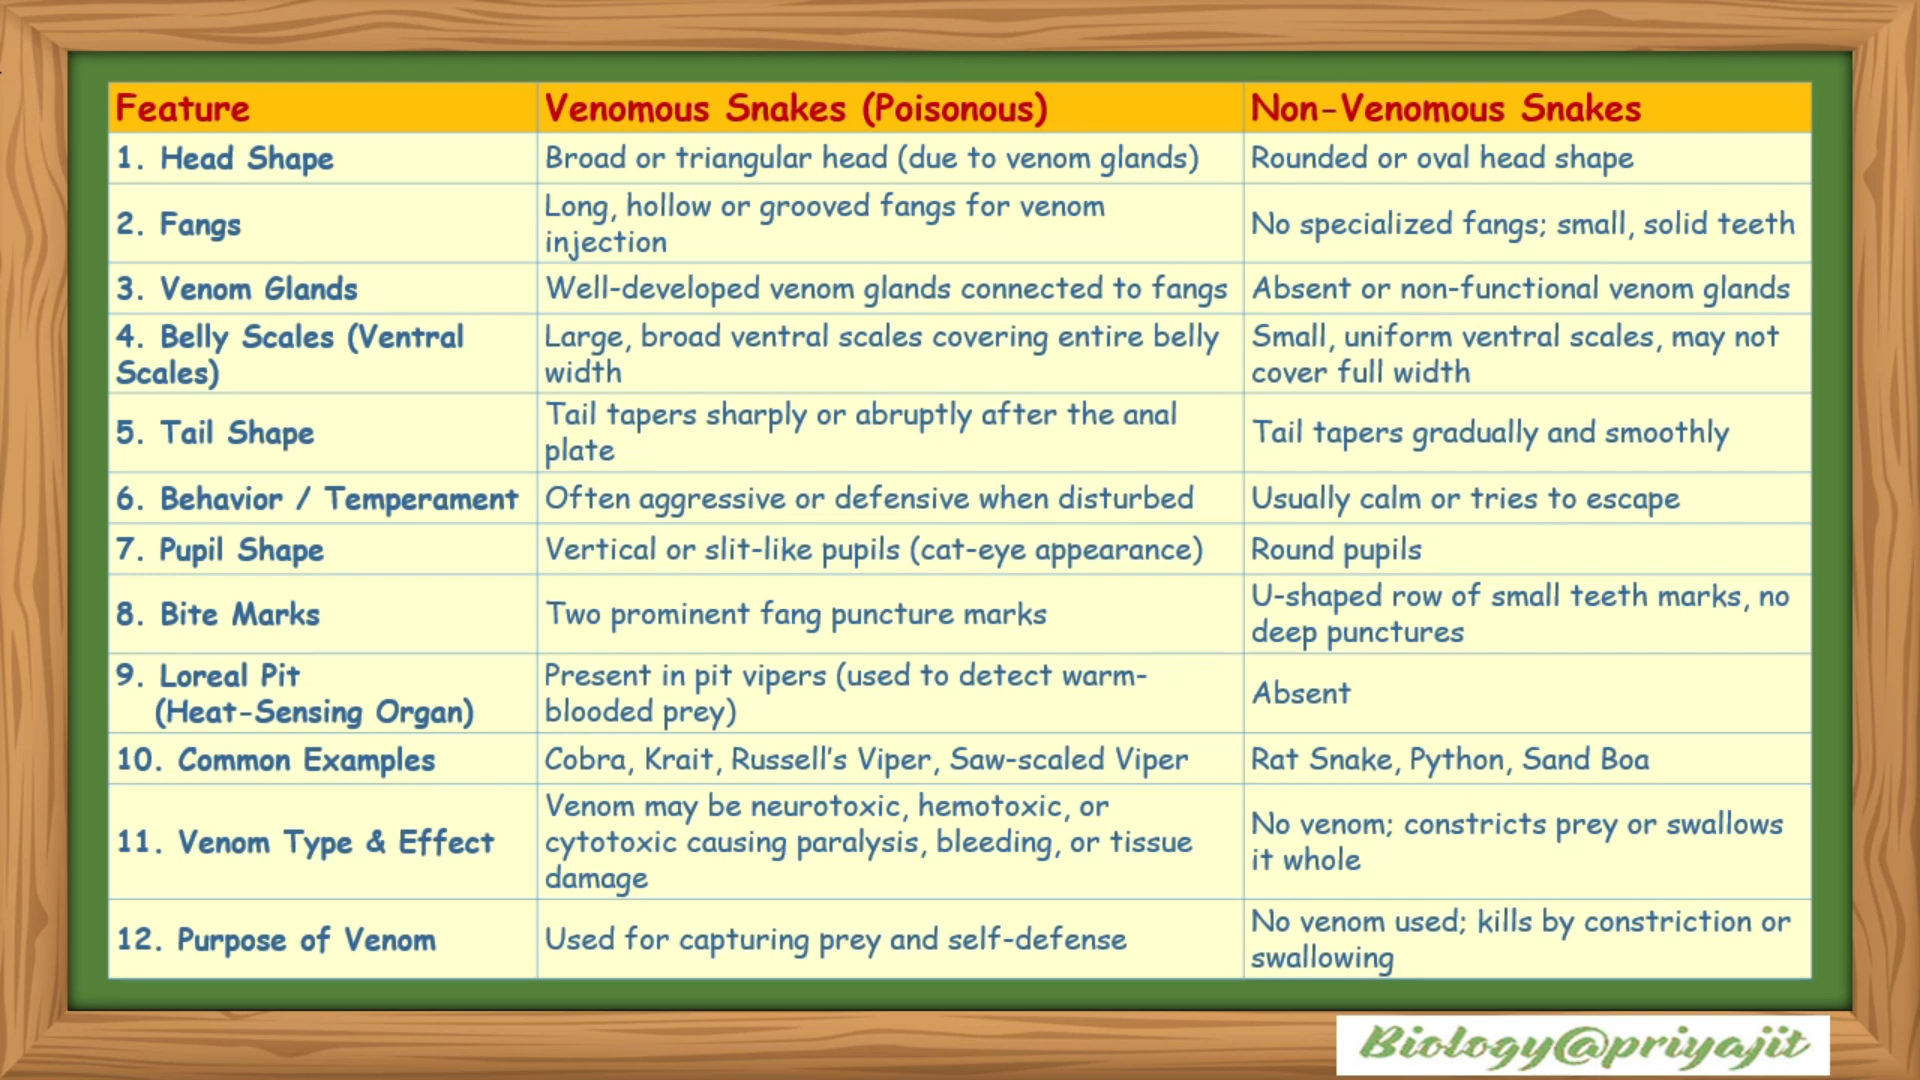 Feature Venomous Snakes (Poisonous) Non-Venomous Snakes
1. Head Shape Broad or triangular head (due to venom glands) Rounded or oval head shape
2. Fangs
Long, hollow or grooved fangs for venom
injection
No specialized fangs; small, solid teeth
3. Venom Glands Well-developed venom glands connected to fangs Absent or non-functional venom glands
4. Belly Scales (Ventral
Scales)
Large, broad ventral scales covering entire belly
width
Small, uniform ventral scales, may not
cover full width
5. Tail Shape
Tail tapers sharply or abruptly after the anal
plate
Tail tapers gradually and smoothly
6. Behavior / Temperament Often aggressive or defensive when disturbed Usually calm or tries to escape
7. Pupil Shape Vertical or slit-like pupils (cat-eye appearance) Round pupils
8. Bite Marks Two prominent fang puncture marks
U-shaped row of small teeth marks, no
deep punctures
9. Loreal Pit
(Heat-Sensing Organ)
Present in pit vipers (used to detect warm-
blooded prey)
Absent
10. Common Examples Cobra, Krait, Russell's Viper, Saw-scaled Viper Rat Snake, Python, Sand Boa
11. Venom Type & Effect
Venom may be neurotoxic, hemotoxic, or
cytotoxic causing paralysis, bleeding, or tissue
damage
No venom; constricts prey or swallows
it whole
12. Purpose of Venom Used for capturing prey and self-defense
No venom used; kills by constriction or
swallowing
Biology@priyajit